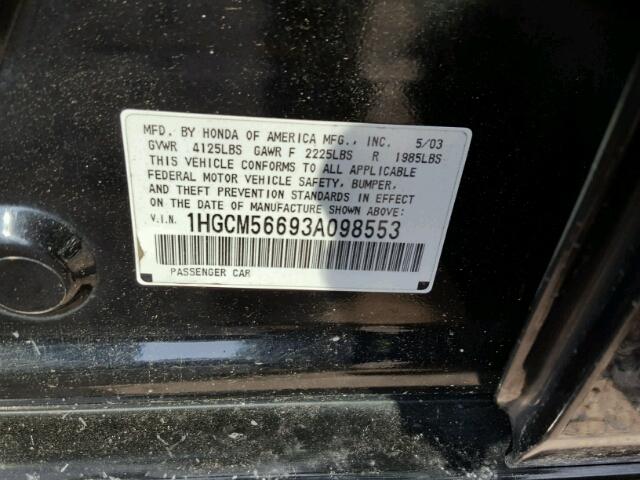 MFD. BY HONDA OF AMERICA MFG., INC. 5/03
GVWR 4125LBS GAWR F 2225LBS R 1985LBS
THIS VEHICLE CONFORMS TO ALL APPLICABLE
FEDERAL MOTOR VEHICLE SAFETY, BUMPER,
AND THEFT PREVENTION STANDARDS IN EFFECT
ON THE DATE OF MANUFACTURE SHOWN ABOVE:
V.I.N. 1HGCM56693A098553
PASSENGER CAR